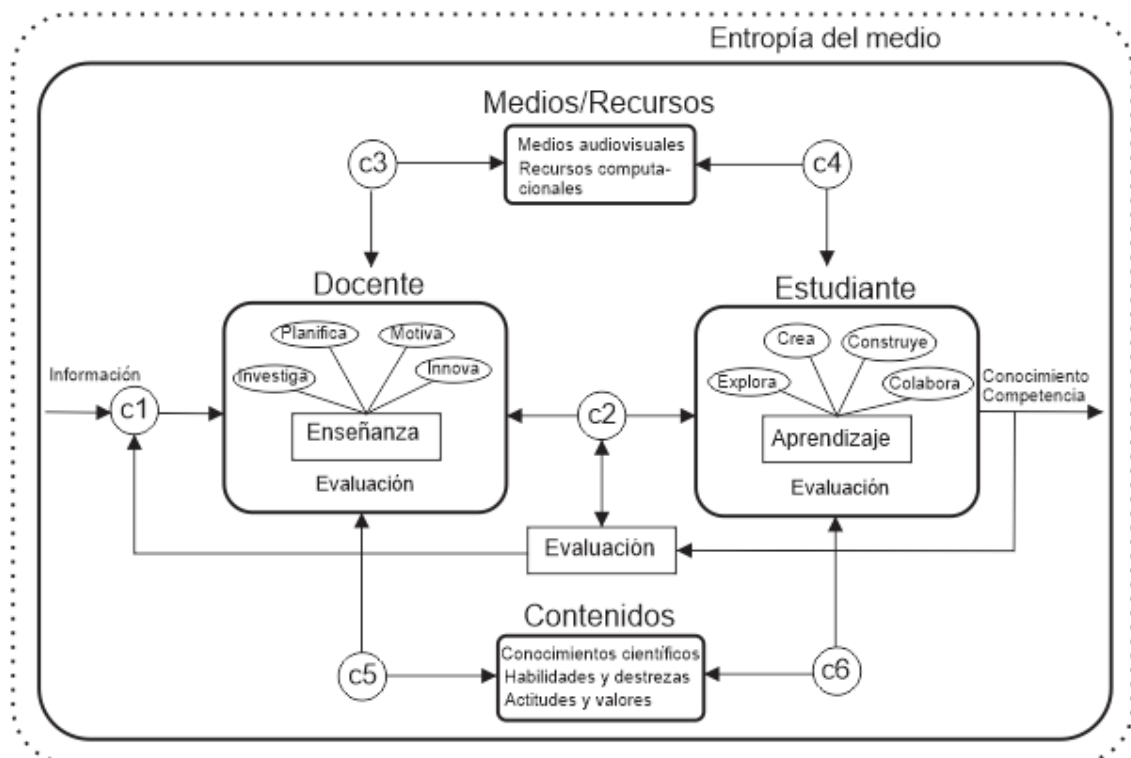 Entropía del medio
Medios/Recursos
Medios audiovisuales
Recursos computa-
cionales
c3
c4
Docente
Estudiante
Planifica
Motiva
Investiga
Innova
Enseñanza
Evaluación
Crea
Construye
Explora
Colabora
Aprendizaje
Evaluación
Información
c1
c2
Conocimiento
Competencia
Evaluación
Contenidos
Conocimientos científicos
Habilidades y destrezas
Actitudes y valores
c5
c6